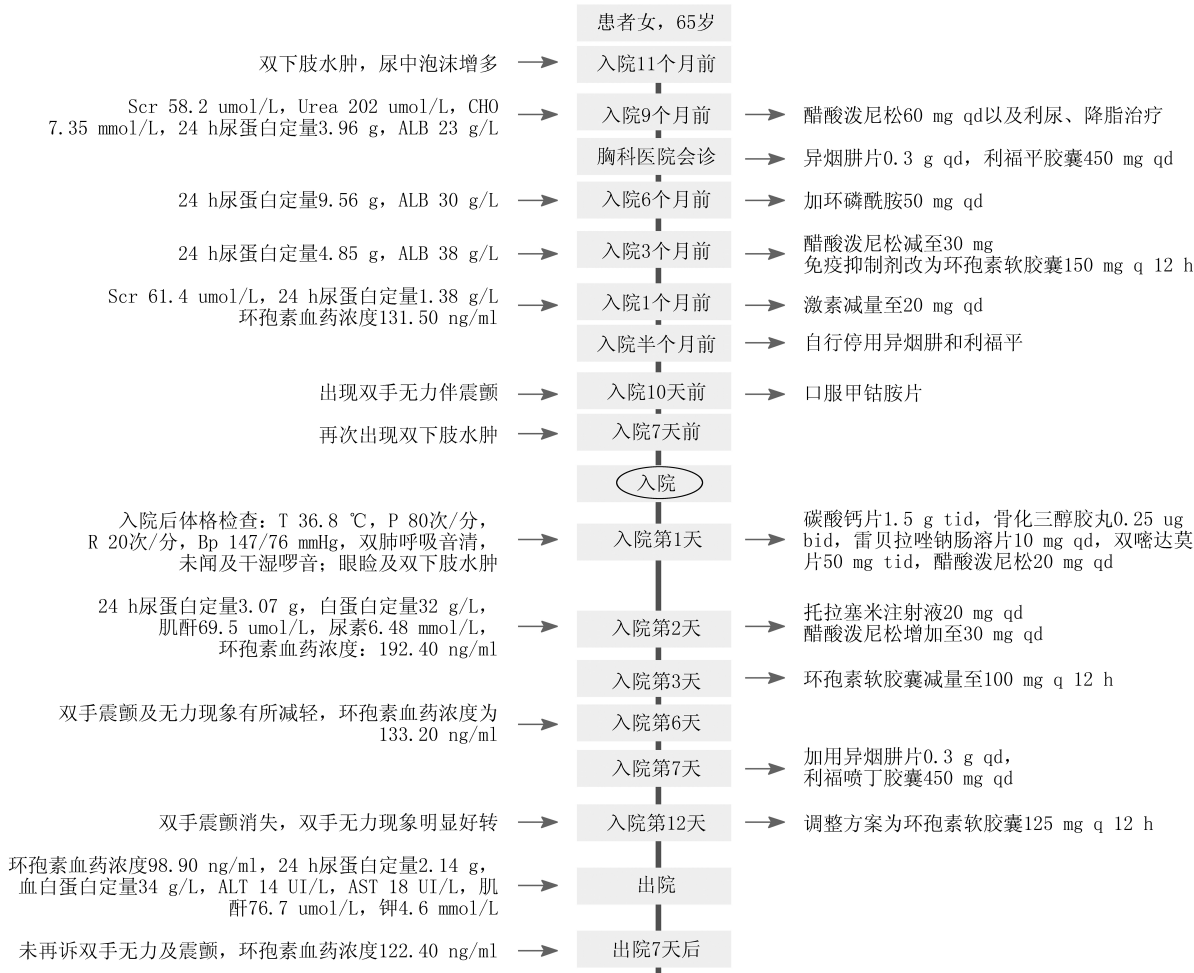 患者女，65岁
双下肢水肿，尿中泡沫增多
入院11个月前
Scr 58.2 umol/L，Urea 202 umol/L，CHO
7.35 mmol/L，24 h尿蛋白定量3.96 g，ALB 23 g/L
入院9个月前
醋酸泼尼松60 mg qd以及利尿、降脂治疗
胸科医院会诊
异烟肼片0.3 g qd，利福平胶囊450 mg qd
24 h尿蛋白定量9.56 g，ALB 30 g/L
入院6个月前
加环磷酰胺50 mg qd
24 h尿蛋白定量4.85 g，ALB 38 g/L
入院3个月前
醋酸泼尼松减至30 mg
免疫抑制剂改为环孢素软胶囊150 mg q 12 h
Scr 61.4 umol/L，24 h尿蛋白定量1.38 g/L
环孢素血药浓度131.50 ng/ml
入院1个月前
激素减量至20 mg qd
入院半个月前
自行停用异烟肼和利福平
出现双手无力伴震颤
入院10天前
口服甲钴胺片
再次出现双下肢水肿
入院7天前
入院
入院后体格检查：T 36.8 ℃，P 80次/分，
R 20次/分，Bp 147/76 mmHg，双肺呼吸音清，
未闻及干湿啰音；眼睑及双下肢水肿
入院第1天
碳酸钙片1.5 g tid，骨化三醇胶丸0.25 ug
bid，雷贝拉唑钠肠溶片10 mg qd，双嘧达莫
片50 mg tid，醋酸泼尼松20 mg qd
24 h尿蛋白定量3.07 g，白蛋白定量32 g/L，
肌酐69.5 umol/L，尿素6.48 mmol/L，
环孢素血药浓度：192.40 ng/ml
入院第2天
托拉塞米注射液20 mg qd
醋酸泼尼松增加至30 mg qd
入院第3天
环孢素软胶囊减量至100 mg q 12 h
双手震颤及无力现象有所减轻，环孢素血药浓度为
133.20 ng/ml
入院第6天
入院第7天
加用异烟肼片0.3 g qd，
利福喷丁胶囊450 mg qd
双手震颤消失，双手无力现象明显好转
入院第12天
调整方案为环孢素软胶囊125 mg q 12 h
环孢素血药浓度98.90 ng/ml，24 h尿蛋白定量2.14 g，
血白蛋白定量34 g/L，ALT 14 UI/L，AST 18 UI/L，肌
酐76.7 umol/L，钾4.6 mmol/L
出院
未再诉双手无力及震颤，环孢素血药浓度122.40 ng/ml
出院7天后